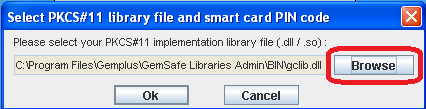 Select PKCS#11 library file and smart card PIN code
Please select your PKCS#11 implementation library file (.dll / .so) :
C:\Program Files\Gemplus\GemSafe Libraries Admin\BIN\gclib.dll Browse
Ok Cancel